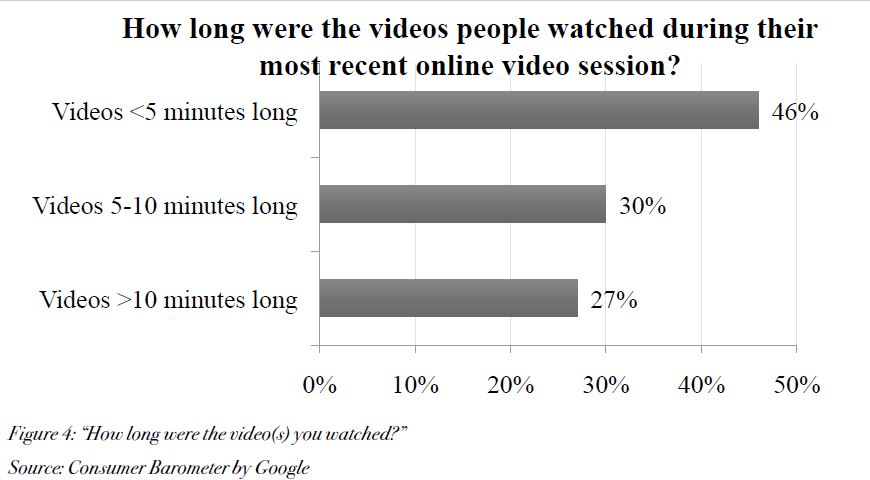 How long were the videos people watched during their
most recent online video session?
Videos <5 minutes long
46%
Videos 5-10 minutes long
30%
Videos >10 minutes long
27%
0% 10% 20% 30% 40% 50%
Figure 4: “How long were the video(s) you watched?”
Source: Consumer Barometer by Google